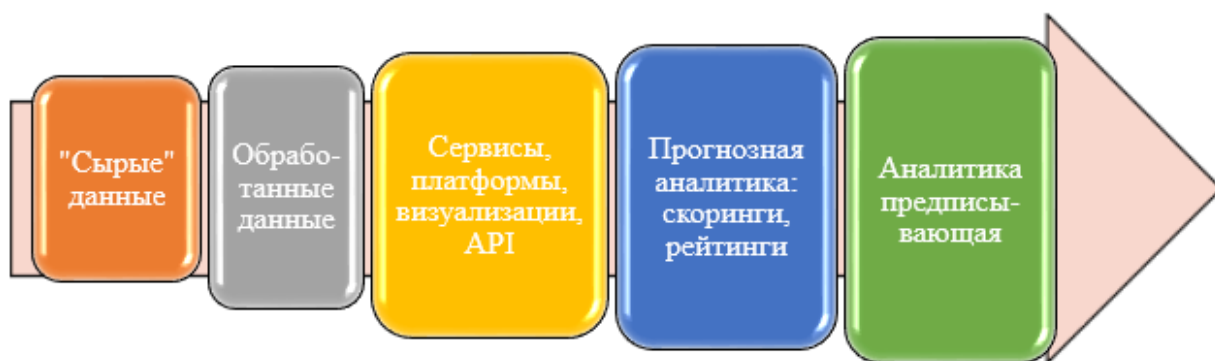 "Сырые"
данные
Обрабо-
танные
данные
Сервисы,
платформы,
визуализации,
API
Прогнозная
аналитика:
скоринги,
рейтинги
Аналитика
предписы-
вающая